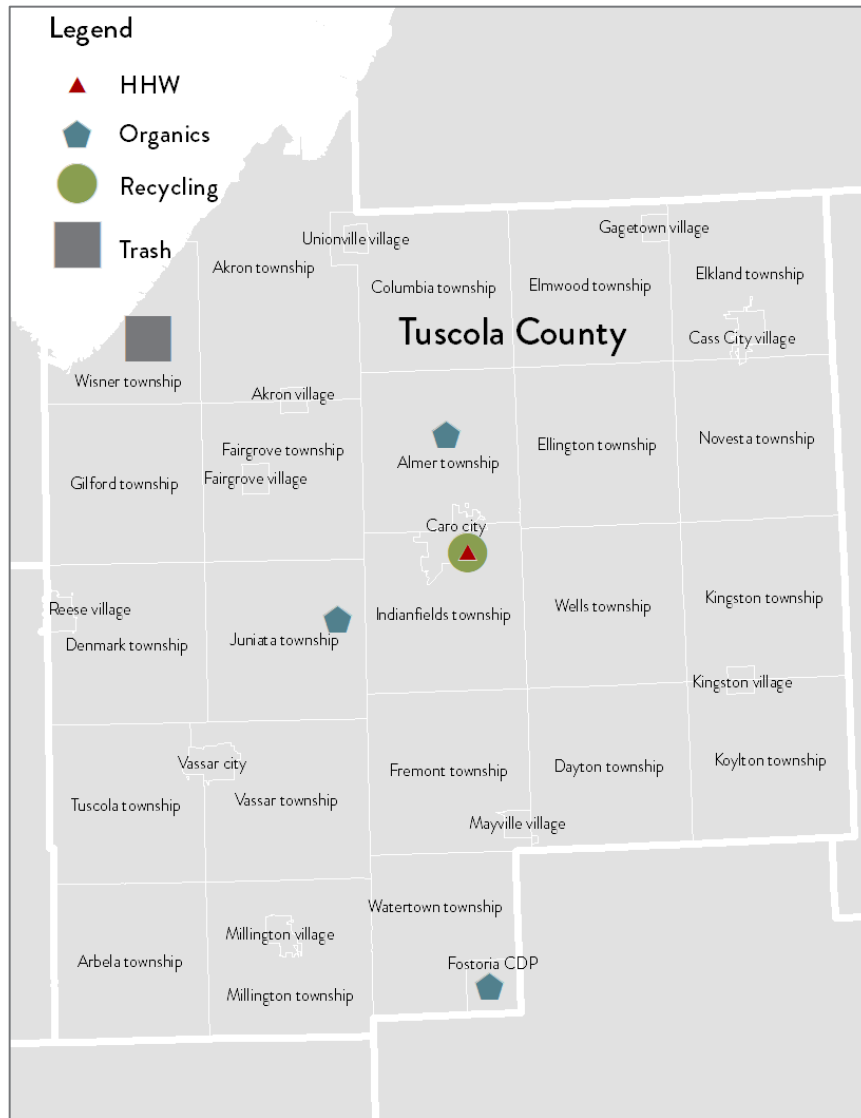 Legend
HHW
Organics
Recycling
Trash
Unionville village
Gagetown village
Akron township
Columbia township
Elmwood township
Elkland township
Tuscola County
Cass City village
Wisner township
Akron village
Fairgrove township
Almer township
Ellington township
Novesta township
Gilford township
Fairgrove village
Caro city
Reese village
Denmark township
Juniata township
Indianfields township
Wells township
Kingston township
Kingston village
Vassar city
Fremont township
Dayton township
Koylton township
Tuscola township
Vassar township
Mayville village
Watertown township
Millington village
Arbela township
Fostoria CDP
Millington township